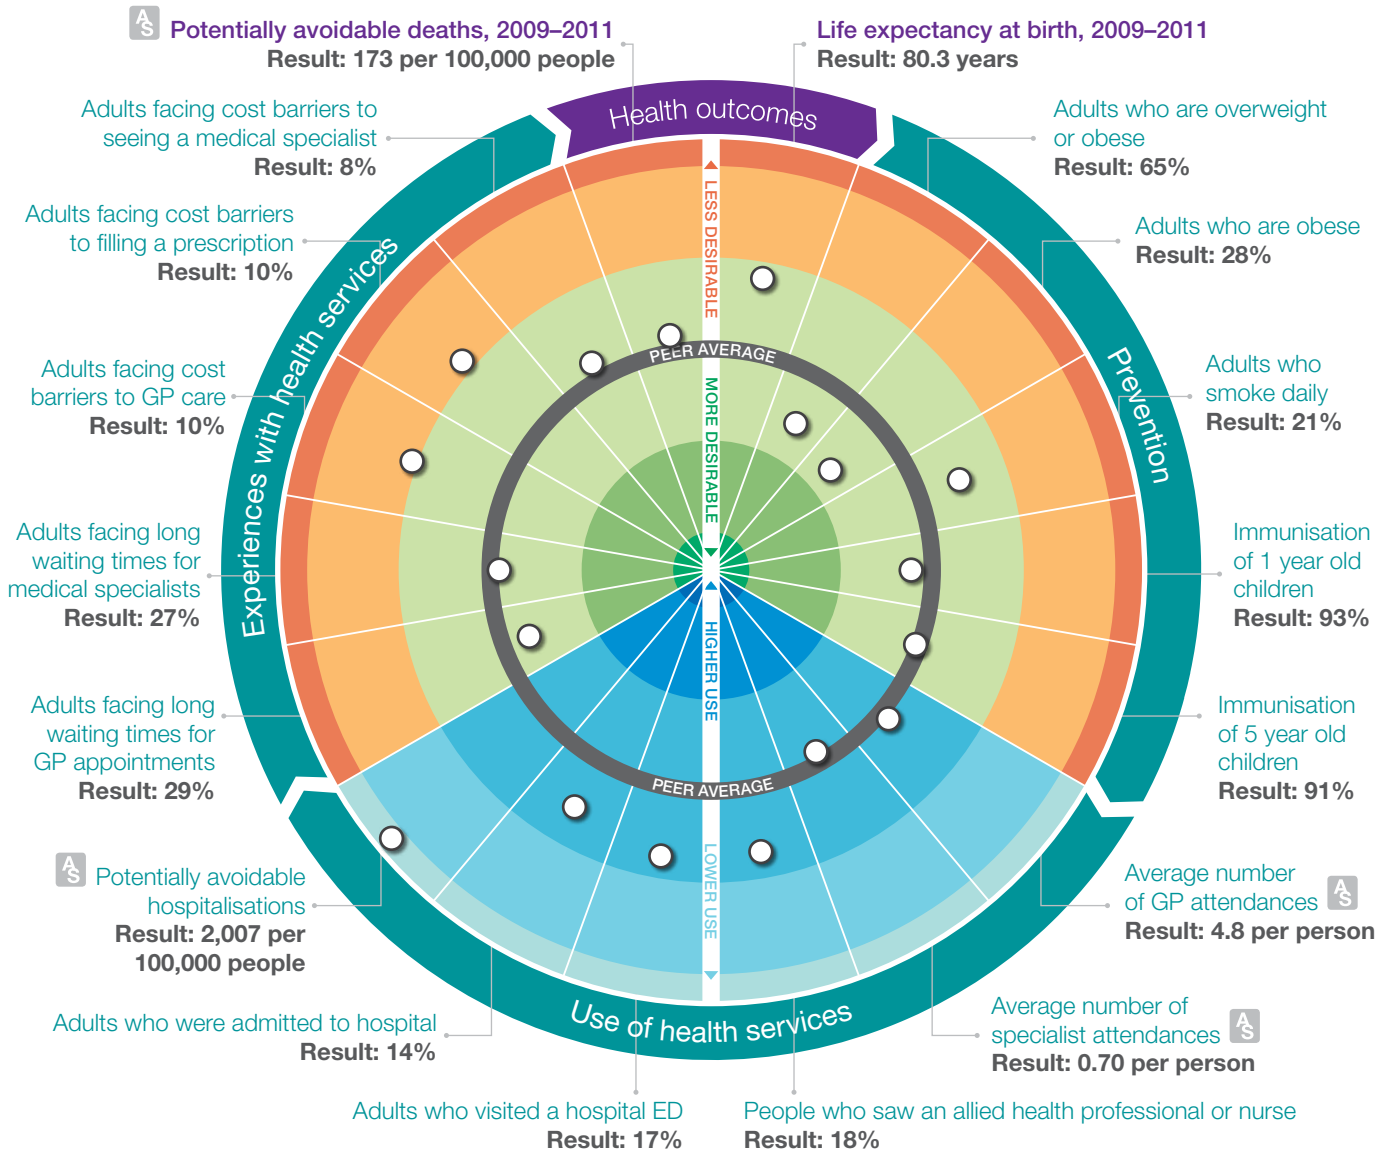 AS Potentially avoidable deaths, 2009–2011
Result: 173 per 100,000 people
Life expectancy at birth, 2009–2011
Result: 80.3 years
Health outcomes
Adults facing cost barriers to
seeing a medical specialist
Result: 8%
Adults who are overweight
or obese
Result: 65%
Adults facing cost barriers
to filling a prescription
Result: 10%
Adults who are obese
Result: 28%
Adults facing cost
barriers to GP care
Result: 10%
Adults who
smoke daily
Result: 21%
Experiences with health services
Prevention
LESS DESIRABLE
PEER AVERAGE
MORE DESIRABLE
HIGHER USE
PEER AVERAGE
LOWER USE
Adults facing long
waiting times for
medical specialists
Result: 27%
Immunisation
of 1 year old
children
Result: 93%
Adults facing long
waiting times for
GP appointments
Result: 29%
Immunisation
of 5 year old
children
Result: 91%
AS Potentially avoidable
hospitalisations
Result: 2,007 per
100,000 people
Average number
of GP attendances AS
Result: 4.8 per person
Use of health services
Adults who were admitted to hospital
Result: 14%
Average number of
specialist attendances AS
Result: 0.70 per person
Adults who visited a hospital ED
Result: 17%
People who saw an allied health professional or nurse
Result: 18%